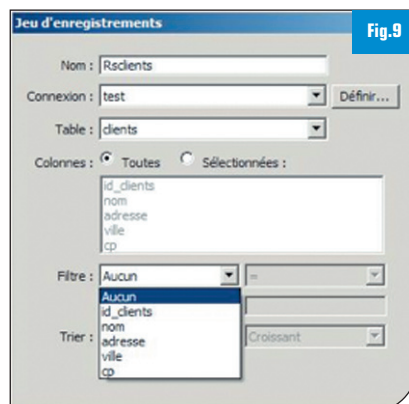 Jeu d'enregistrements
Fig.9
Nom : Rsclients
Connexion : test Définir...
Table : clients
Colonnes : Toutes Sélectionnées :
id_clients
nom
adresse
ville
cp
Filtre : Aucun =
Aucun
id_clients
nom
Trier : adresse Croissant
ville
cp